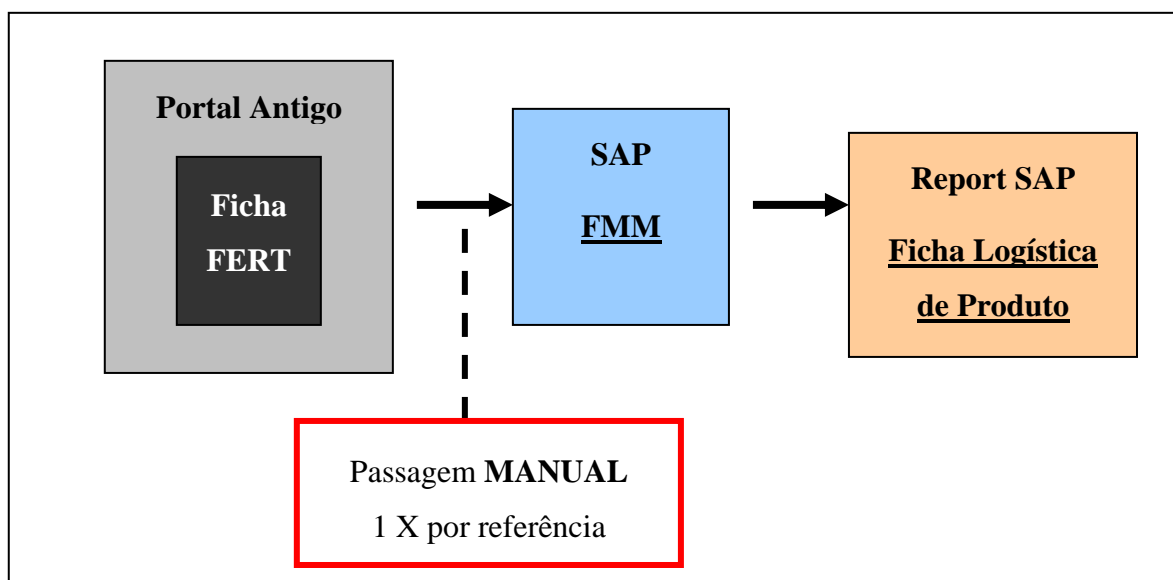 Portal Antigo
Ficha
FERT
SAP
FMM
Report SAP
Ficha Logística
de Produto
Passagem MANUAL
1 X por referência